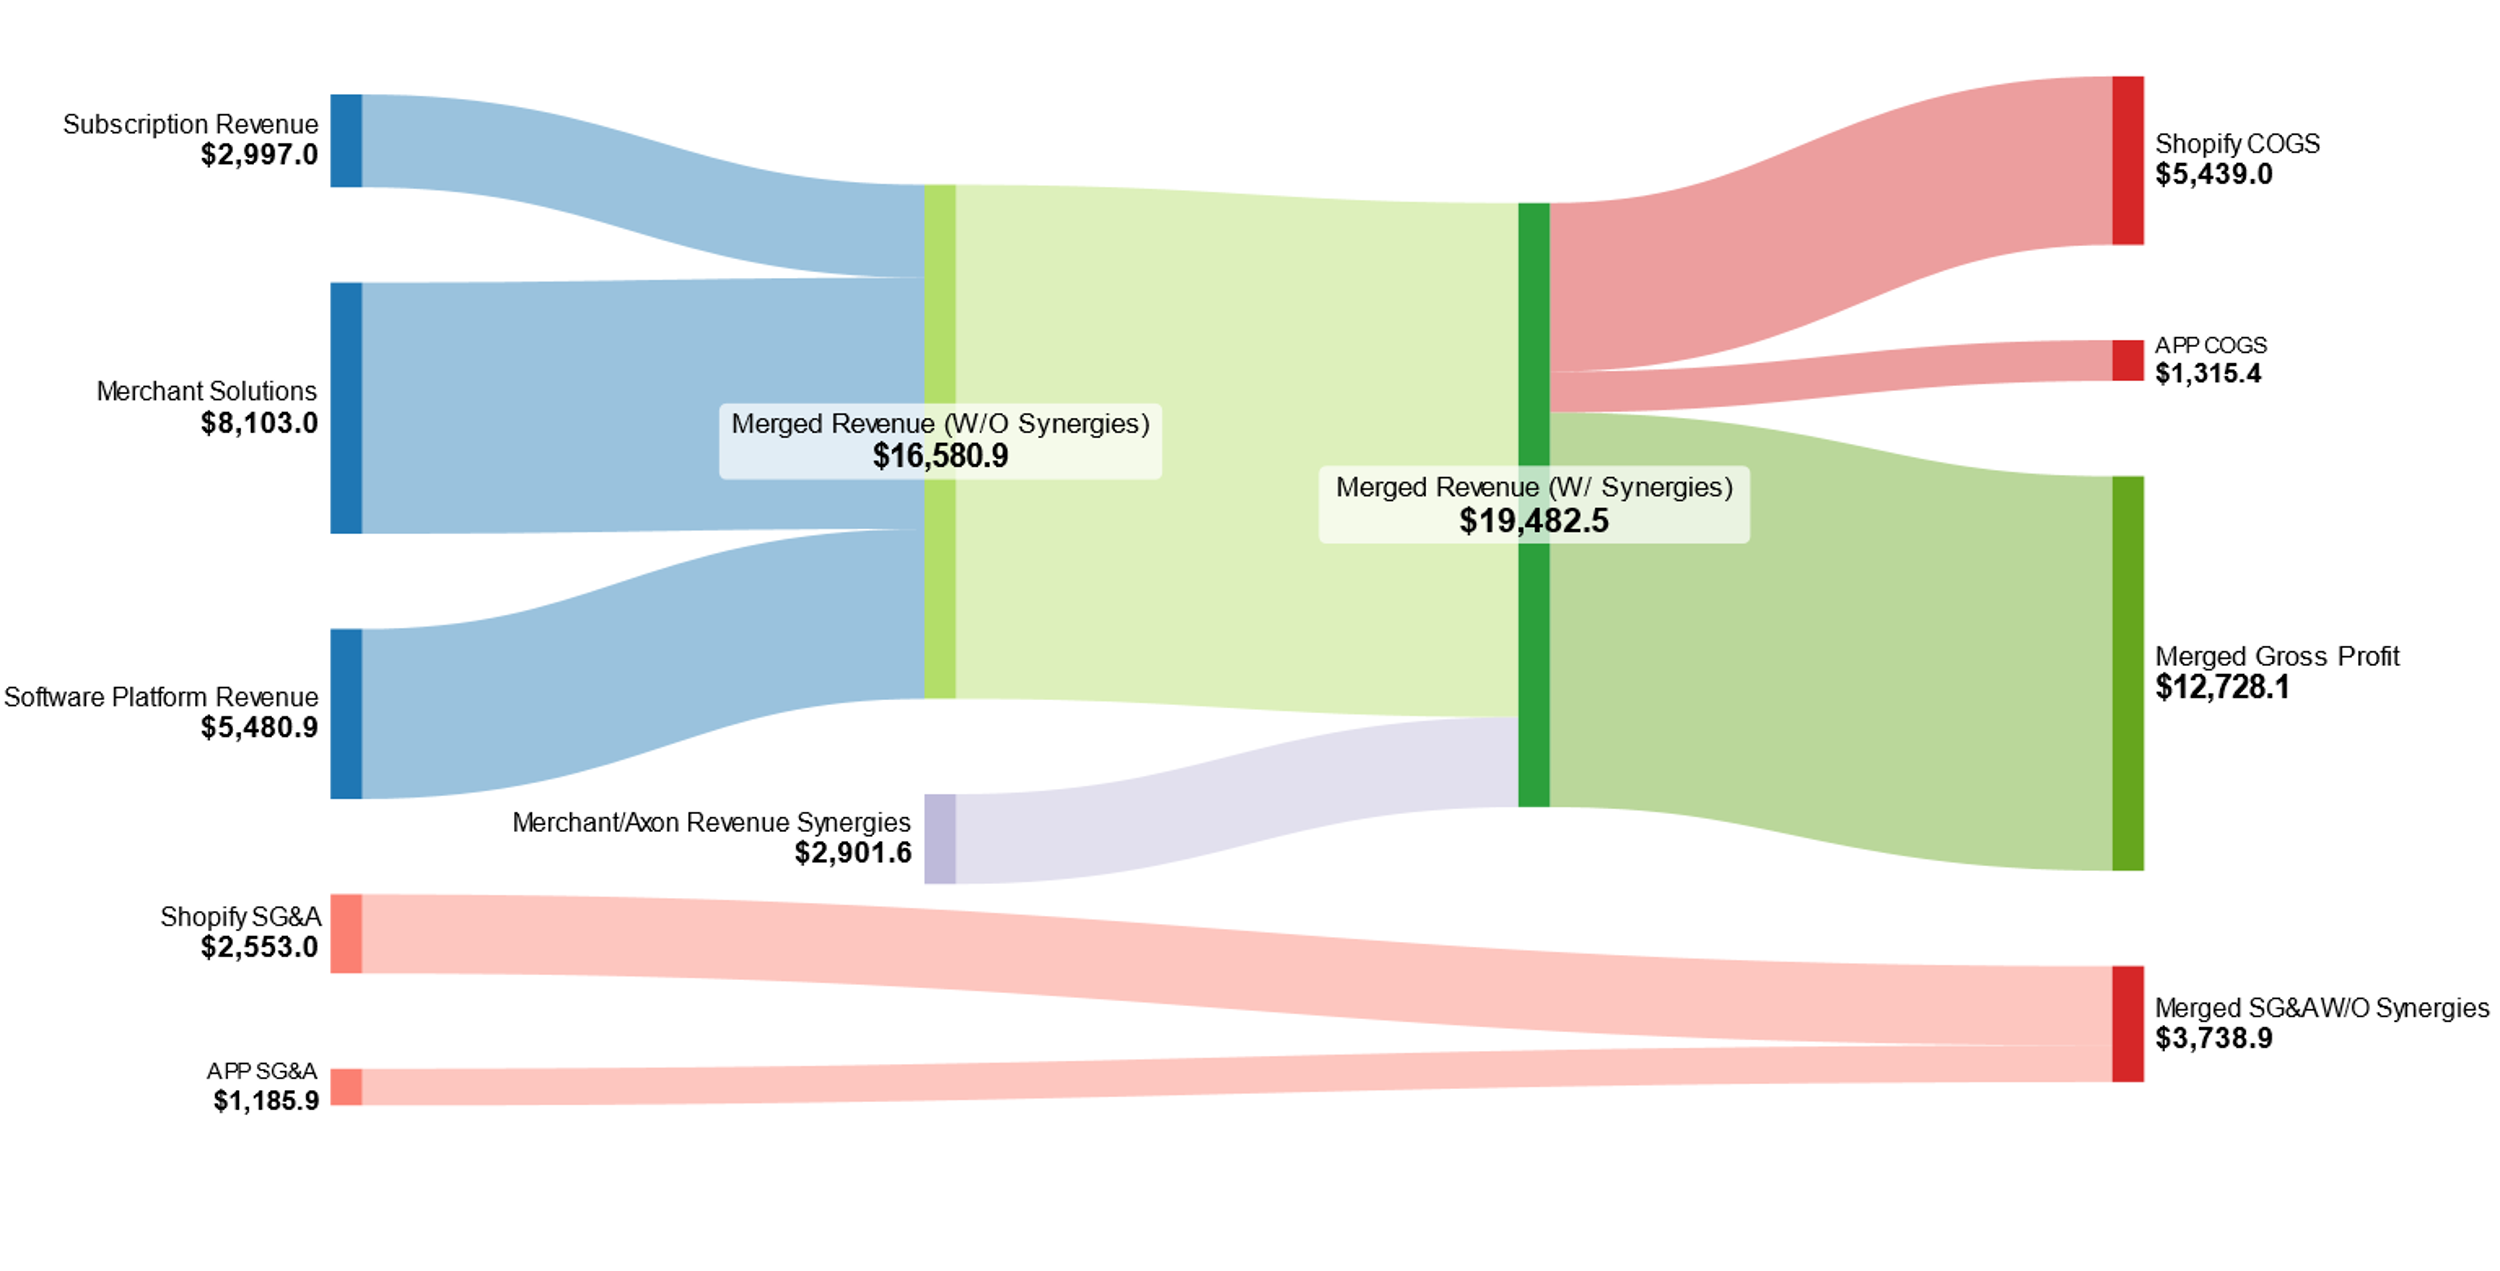 Subscription Revenue
$2,997.0
Merchant Solutions
$8,103.0
Software Platform Revenue
$5,480.9
Merged Revenue (W/O Synergies)
$16,580.9
Merchant/Axon Revenue Synergies
$2,901.6
Shopify SG&A
$2,553.0
APP SG&A
$1,185.9
Merged Revenue (W/ Synergies)
$19,482.5
Shopify COGS
$5,439.0
APP COGS
$1,315.4
Merged Gross Profit
$12,728.1
Merged SG&A W/O Synergies
$3,738.9